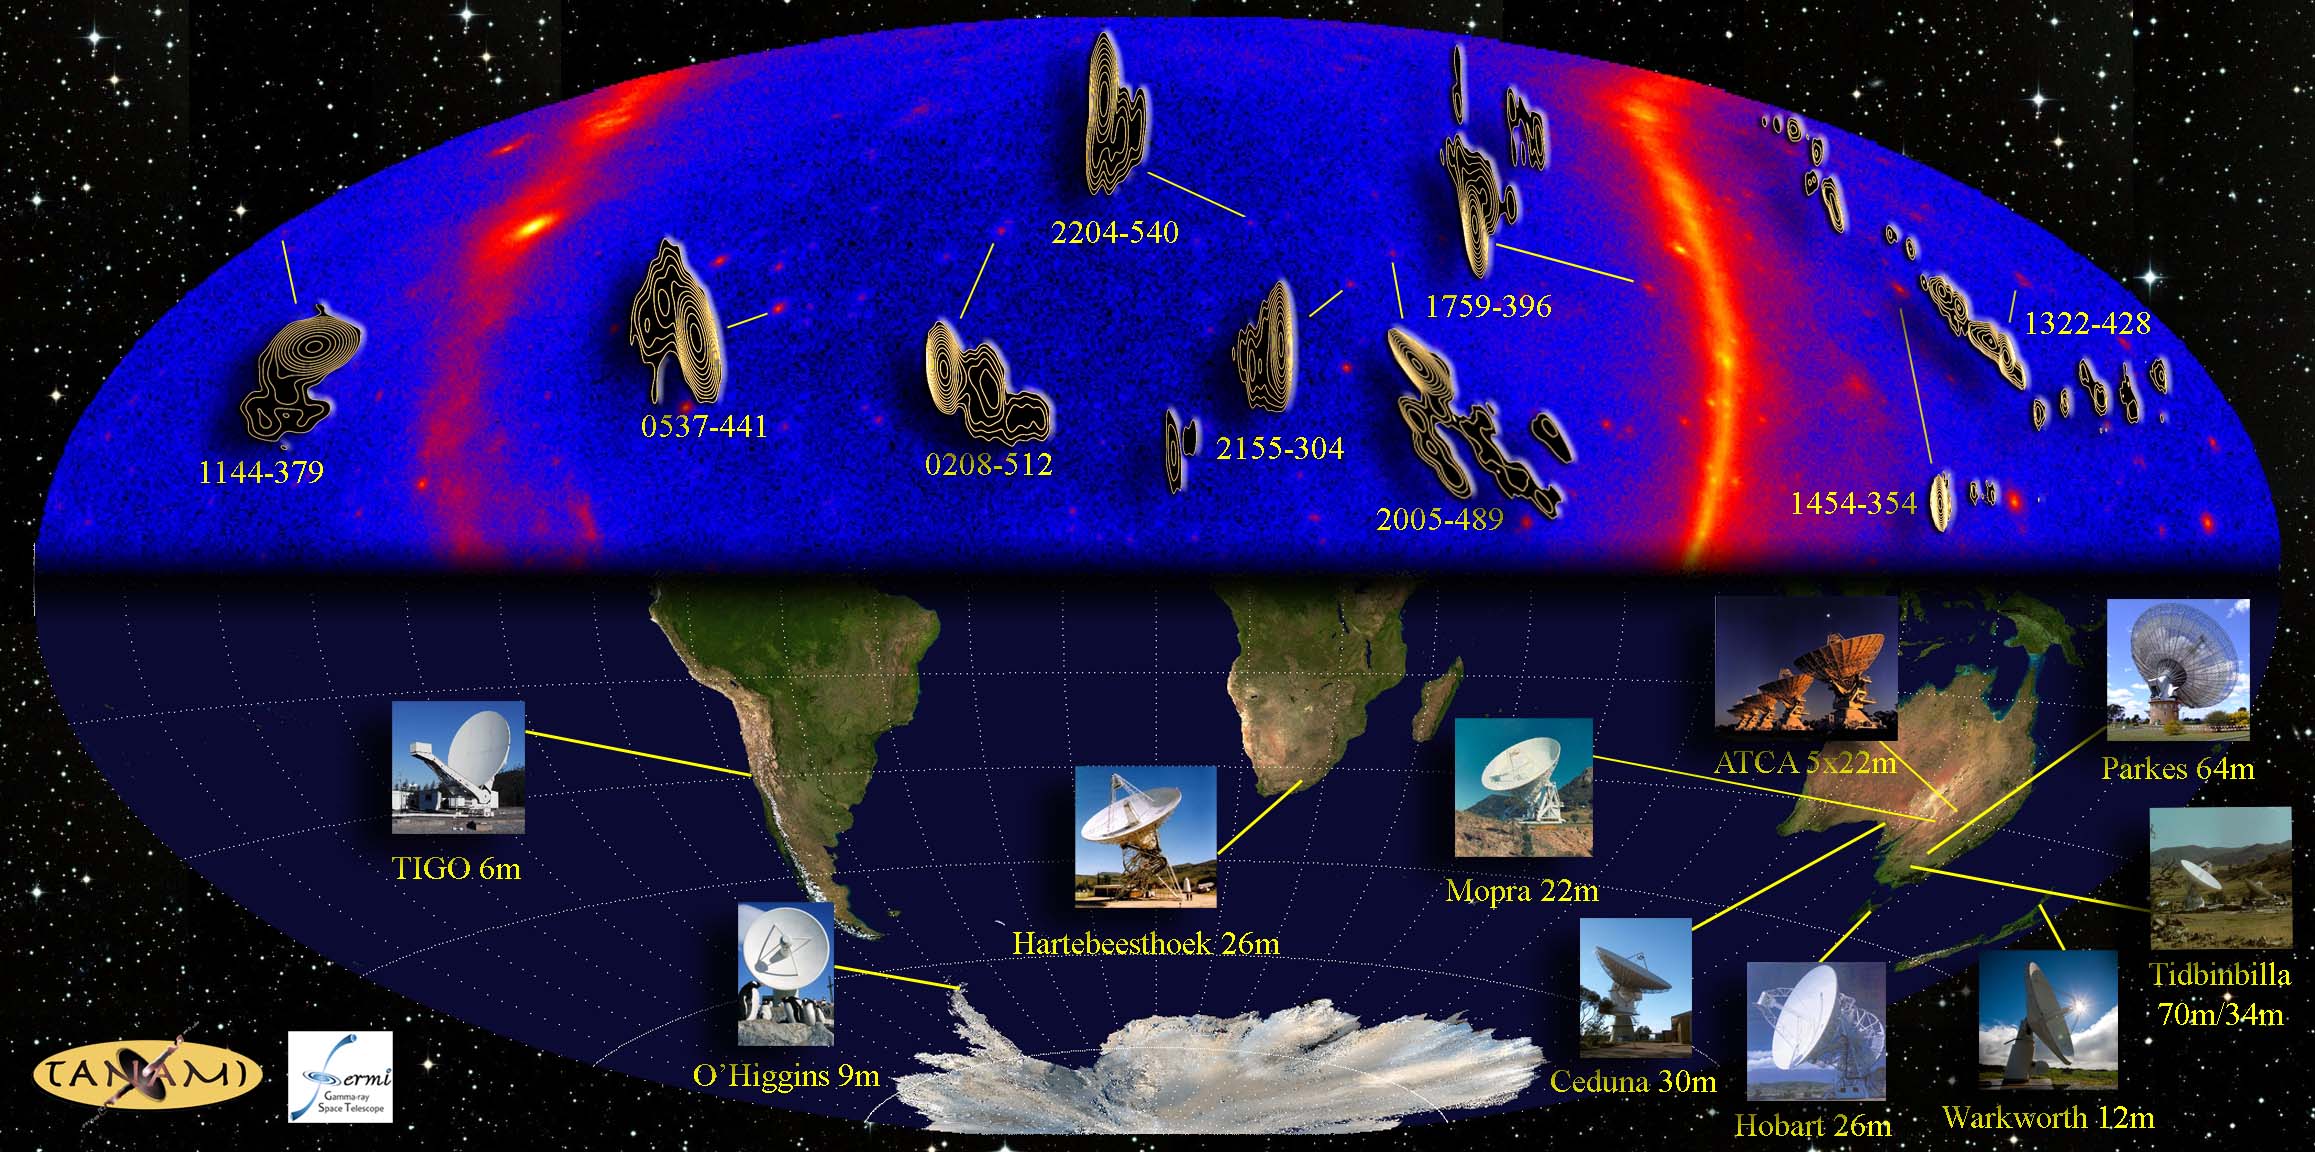 2204-540
1759-396
1322-428
0537-441
2155-304
0208-512
1144-379
1454-354
2005-489
ATCA 5x22m
Parkes 64m
TIGO 6m
Mopra 22m
Hartebeesthoek 26m
Tidbinbilla
70m/34m
O'Higgins 9m
Ceduna 30m
Warkworth 12m
Hobart 26m
TANAMI
Fermi
Gamma-ray
Space Telescope